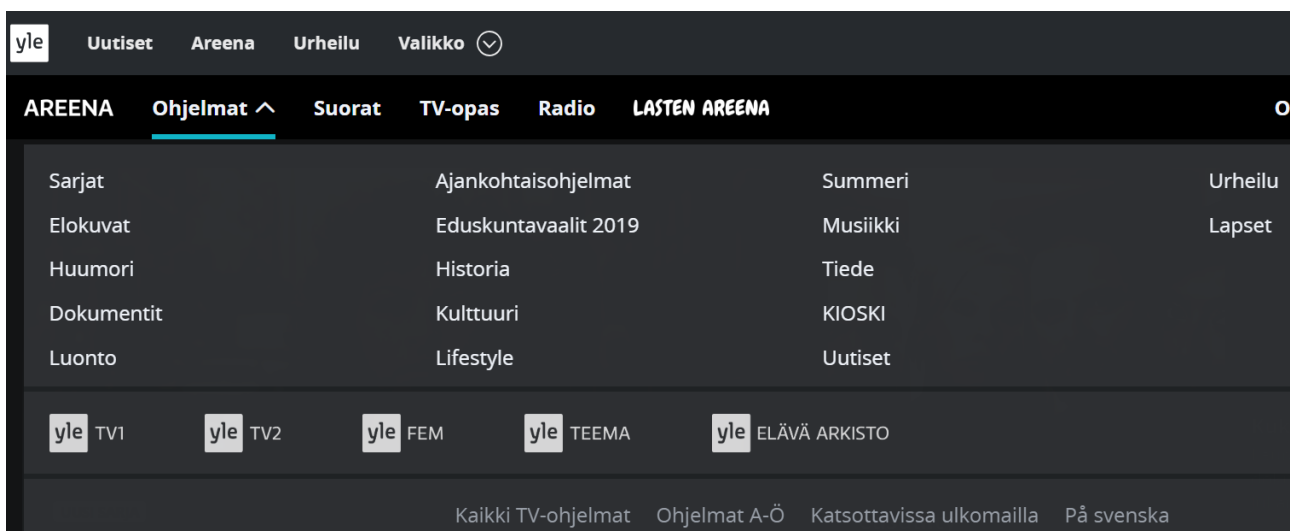 yle Uutiset Areena Urheilu Valikko
AREENA Ohjelmat Suorat TV-opas Radio LASTEN AREENA
Sarjat Ajankohtaisohjelmat Summeri Urheilu
Elokuvat Eduskuntavaalit 2019 Musiikki Lapset
Huumori Historia Tiede
Dokumentit Kulttuuri KIOSKI
Luonto Lifestyle Uutiset
yle TV1 yle TV2 yle FEM yle TEEMA yle ELÄVÄ ARKISTO
Kaikki TV-ohjelmat Ohjelmat A-Ö Katsottavissa ulkomailla På svenska